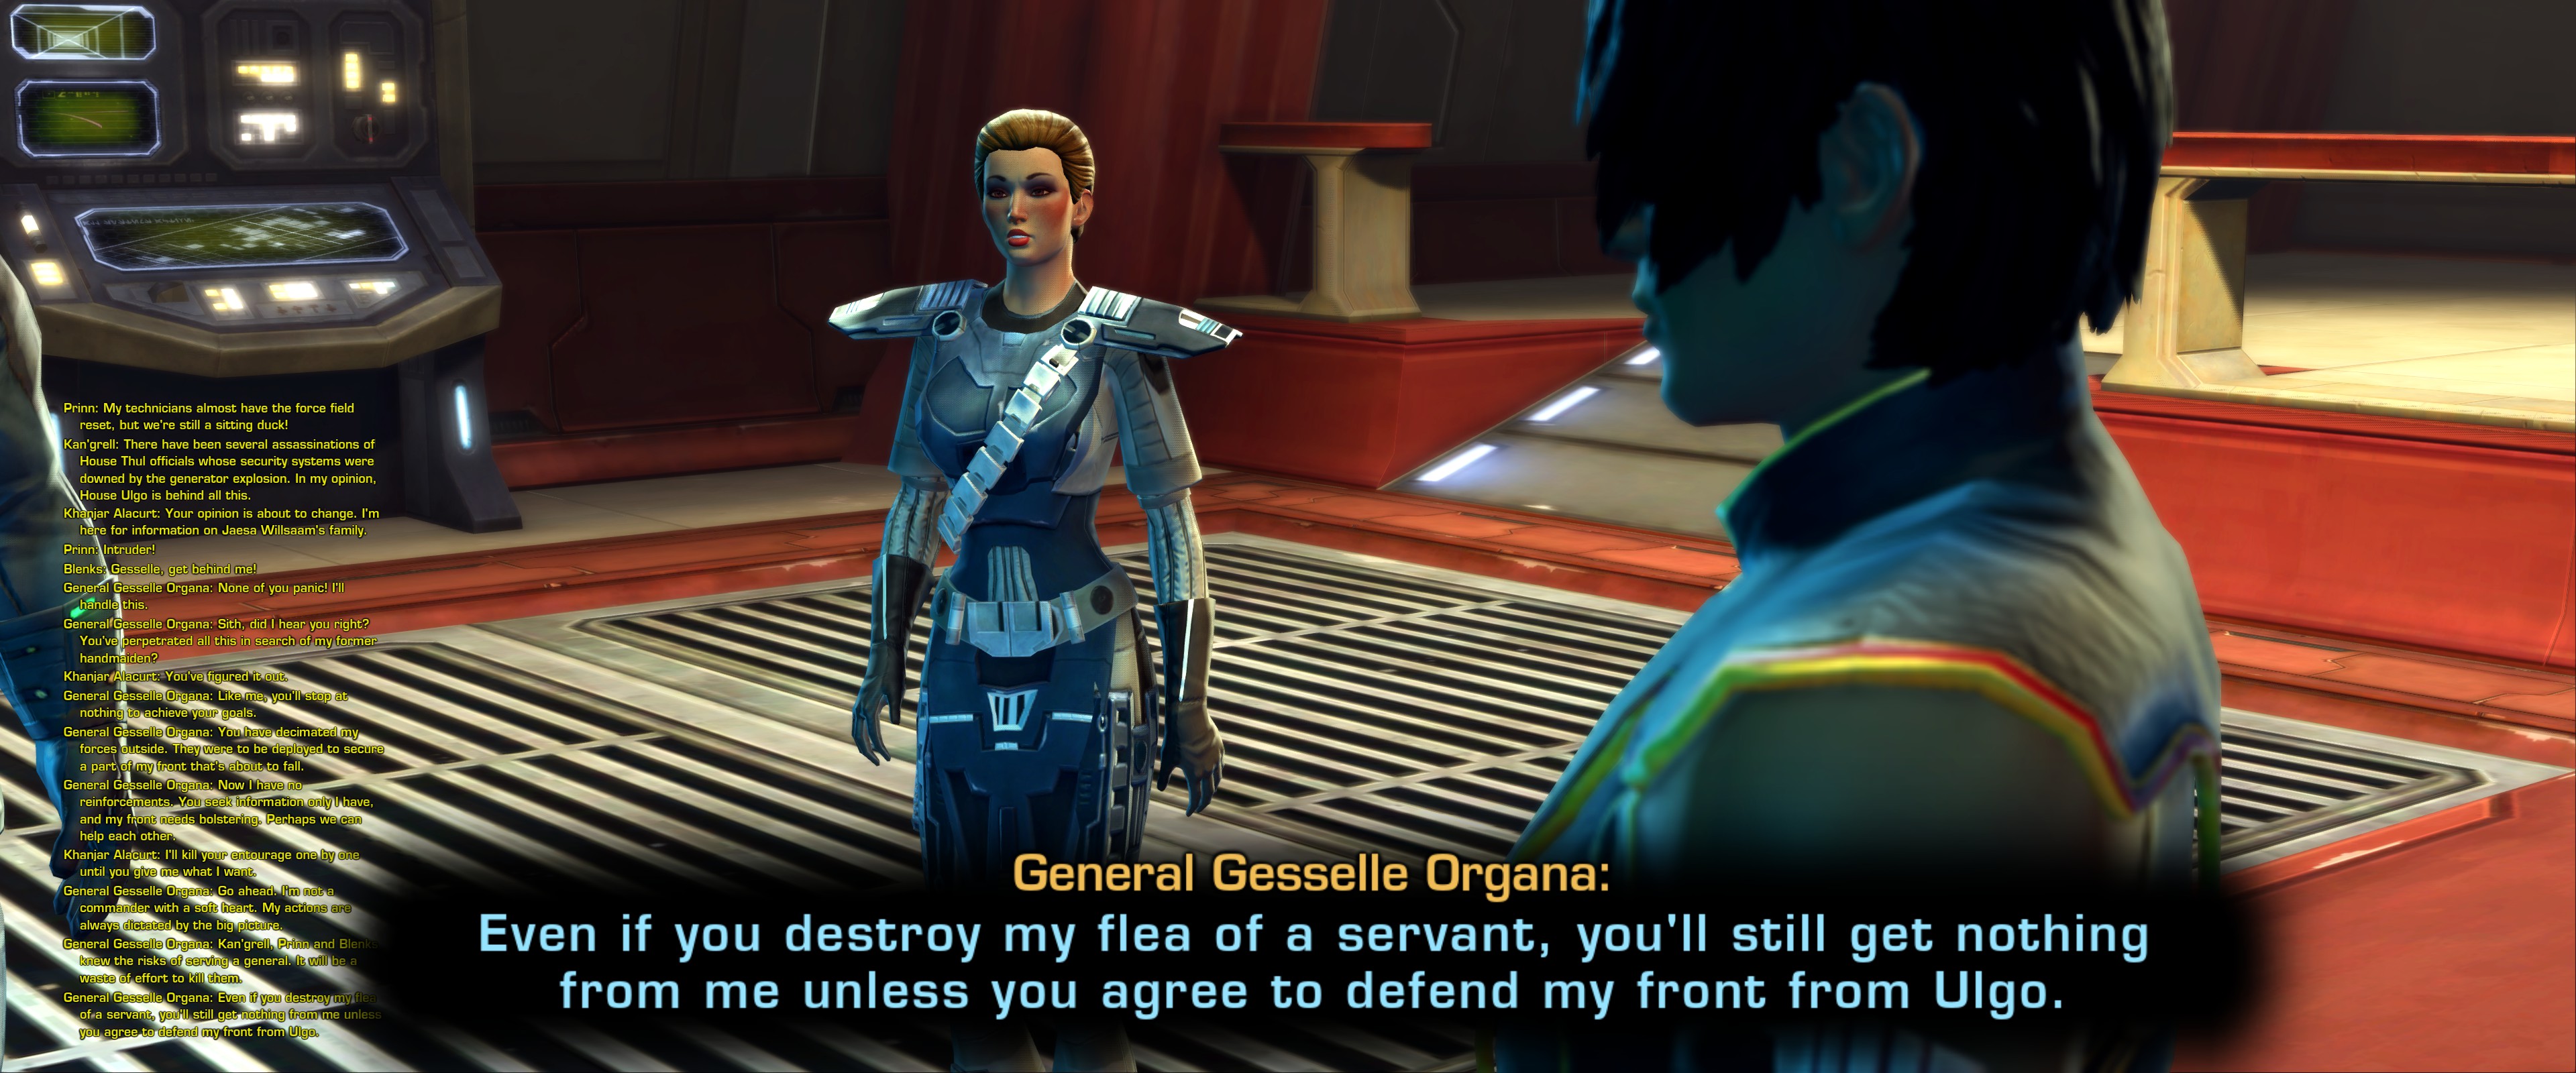 Prinn: My technicians almost have the force field
reset, but we're still a sitting duck!
Kan'grell: There have been several assassinations of
House Thul officials whose security systems were
downed by the generator explosion. In my opinion,
House Ulgo is behind all this.
Khanjar Alacurt: Your opinion is about to change. I'm
here for information on Jaesa Willsaam's family.
Prinn: Intruder!
Blenks: Gesselle, get behind me!
General Gesselle Organa: None of you panic! I'll
handle this.
General Gesselle Organa: Sith, did I hear you right?
You've perpetrated all this in search of my former
handmaiden?
Khanjar Alacurt: You've figured it out.
General Gesselle Organa: Like me, you'll stop at
nothing to achieve your goals.
General Gesselle Organa: You have decimated my
forces outside. They were to be deployed to secure
a part of my front that's about to fall.
General Gesselle Organa: Now I have no
reinforcements. You seek information only I have,
and my front needs bolstering. Perhaps we can
help each other.
Khanjar Alacurt: I'll kill your entourage one by one
until you give me what I want.
General Gesselle Organa: Go ahead. I'm not a
commander with a soft heart. My actions are
always dictated by the big picture.
General Gesselle Organa: Kan'grell, Prinn and Blenks
knew the risks of serving a general. It will be a
waste of effort to kill them.
General Gesselle Organa: Even if you destroy my flea
of a servant, you'll still get nothing from me unless
you agree to defend my front from Ulgo.
General Gesselle Organa:
Even if you destroy my flea of a servant, you'll still get nothing
from me unless you agree to defend my front from Ulgo.